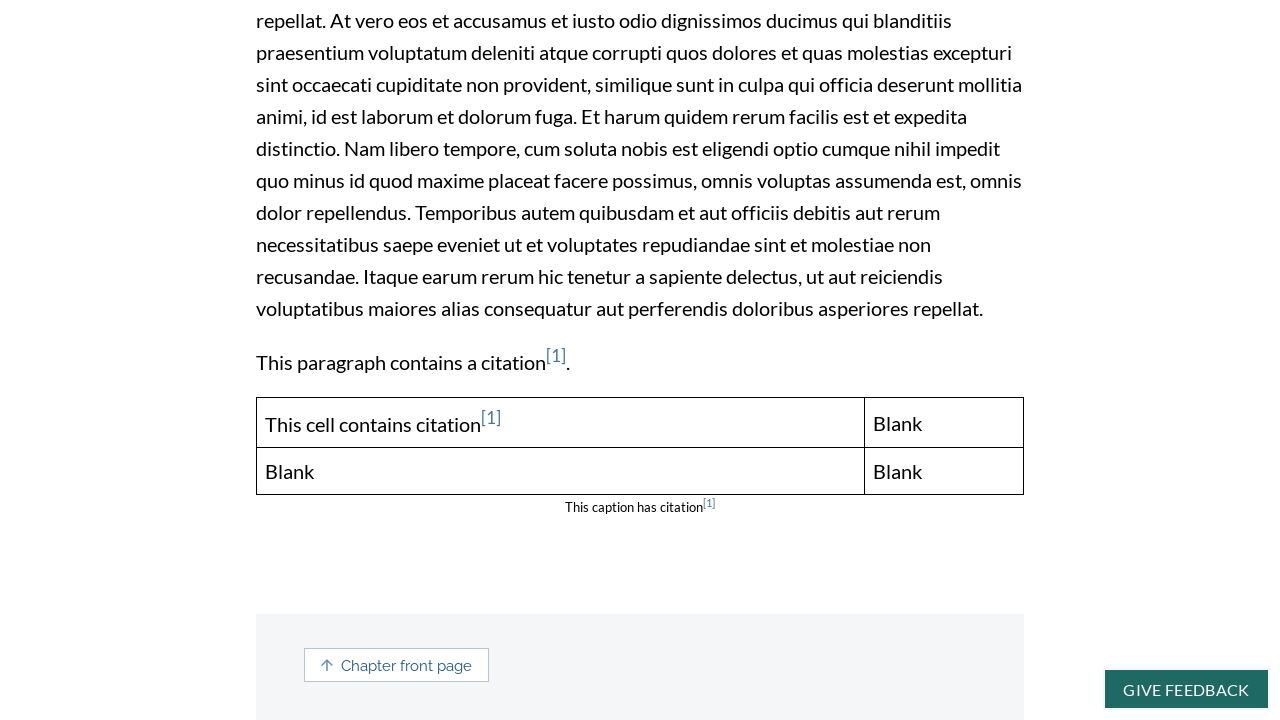 repellat. At vero eos et accusamus et iusto odio dignissimos ducimus qui blanditiis
praesentium voluptatum deleniti atque corrupti quos dolores et quas molestias excepturi
sint occaecati cupiditate non provident, similique sunt in culpa qui officia deserunt mollitia
animi, id est laborum et dolorum fuga. Et harum quidem rerum facilis est et expedita
distinctio. Nam libero tempore, cum soluta nobis est eligendi optio cumque nihil impedit
quo minus id quod maxime placeat facere possimus, omnis voluptas assumenda est, omnis
dolor repellendus. Temporibus autem quibusdam et aut officiis debitis aut rerum
necessitatibus saepe eveniet ut et voluptates repudiandae sint et molestiae non
recusandae. Itaque earum rerum hic tenetur a sapiente delectus, ut aut reiciendis
voluptatibus maiores alias consequatur aut perferendis doloribus asperiores repellat.
This paragraph contains a citation[1].
This cell contains citation[1] Blank
Blank Blank
This caption has citation[1]
Chapter front page
GIVE FEEDBACK